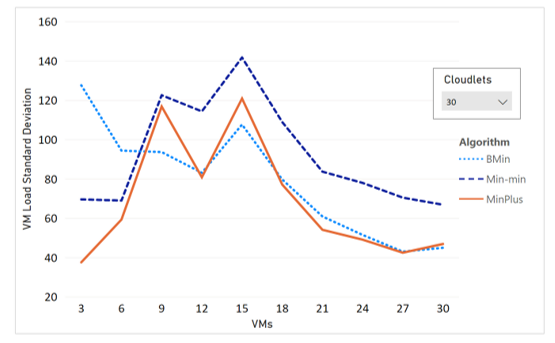 160
140
120
100
80
60
40
20
VM Load Standard Deviation
3 6 9 12 15 18 21 24 27 30
VMs
Cloudlets
30
Algorithm
BMin
Min-min
MinPlus